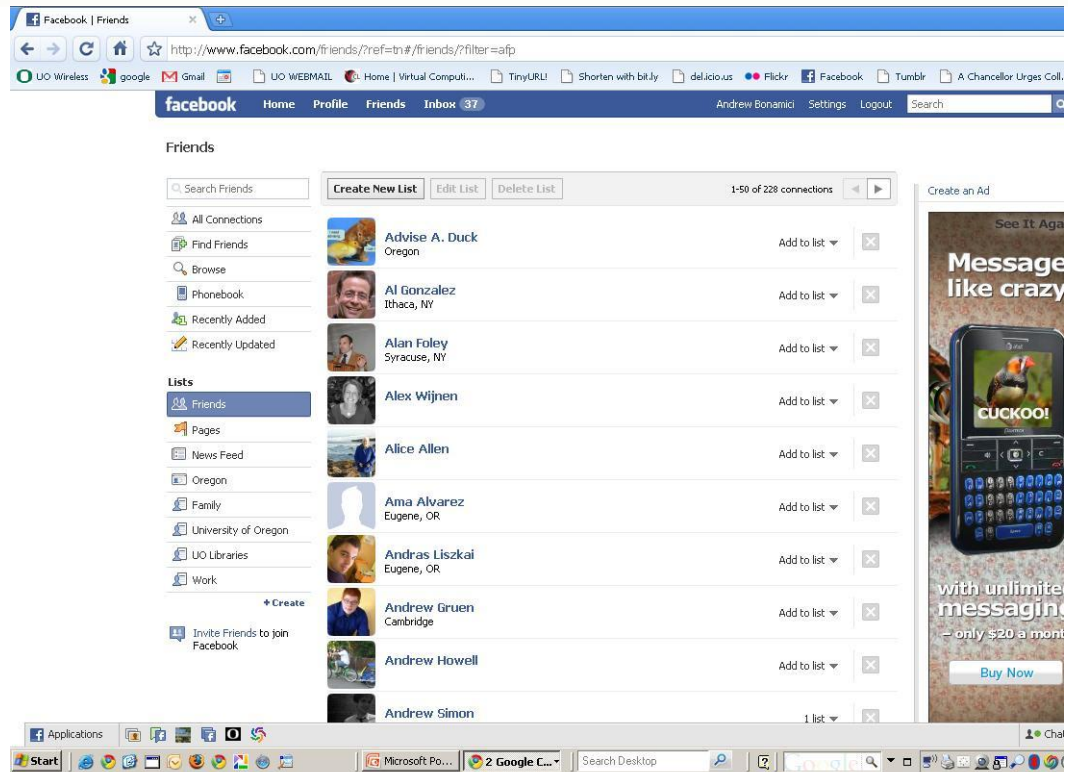 Facebook | Friends
http://www.facebook.com/friends/?ref=tn#/friends/?filter=afp
UO Wireless google Gmail UO WEBMAIL Home | Virtual Computi... TinyURL! Shorten with bit.ly del.icio.us Flickr Facebook Tumblr A Chancellor Urges Coll.
facebook Home Profile Friends Inbox 37 Andrew Bonamici Settings Logout Search
Friends
Search Friends
All Connections
Find Friends
Browse
Phonebook
Recently Added
Recently Updated
Lists
Friends
Pages
News Feed
Oregon
Family
University of Oregon
UO Libraries
Work
+Create
Invite Friends to join
Facebook
Create New List Edit List Delete List 1-50 of 228 connections
Advise A. Duck
Oregon
Add to list
Al Gonzalez
Ithaca, NY
Add to list
Alan Foley
Syracuse, NY
Add to list
Alex Wijnen
Add to list
Alice Allen
Add to list
Ama Alvarez
Eugene, OR
Add to list
Andras Liszkai
Eugene, OR
Add to list
Andrew Gruen
Cambridge
Add to list
Andrew Howell
Add to list
Andrew Simon
1 list
Create an Ad
See It Aga
Message
like crazy
at&t
CUCKOO!
with unlimite
messaging
– only $20 a mont
Buy Now
Applications Chat
Start Microsoft Po... 2 Google C... Search Desktop Google